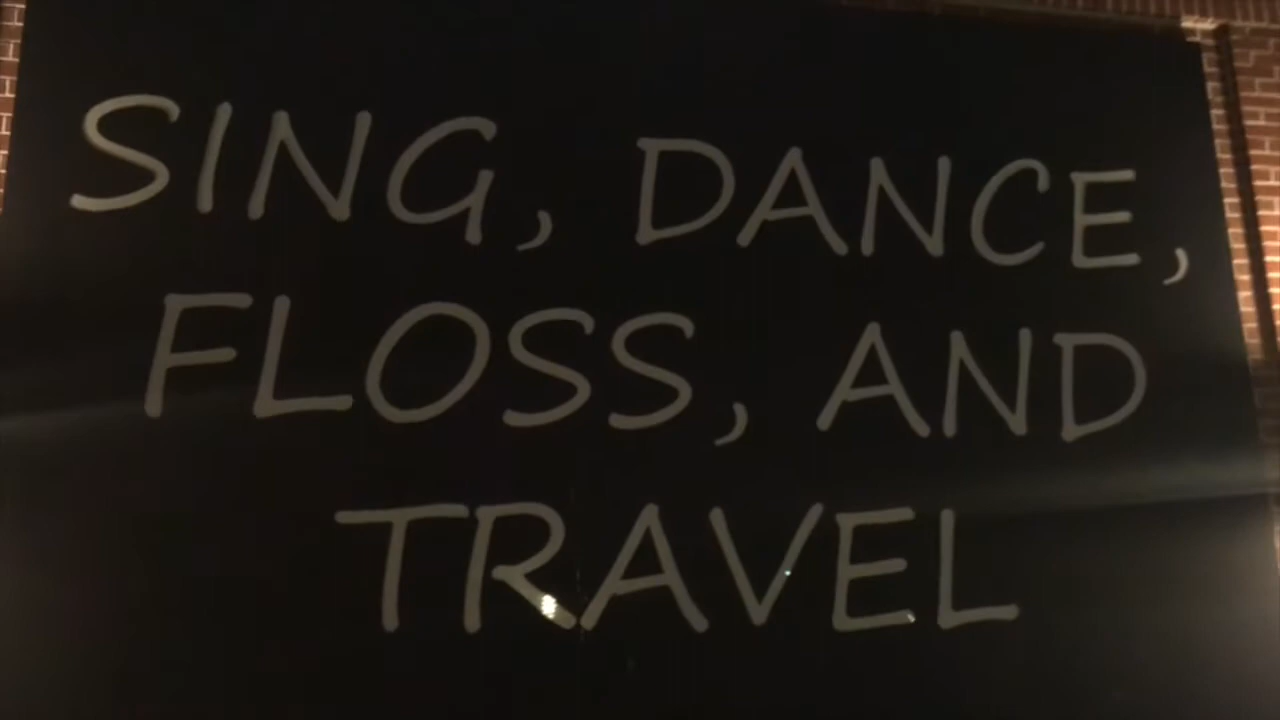 SING, DANCE,
FLOSS, AND
TRAVEL